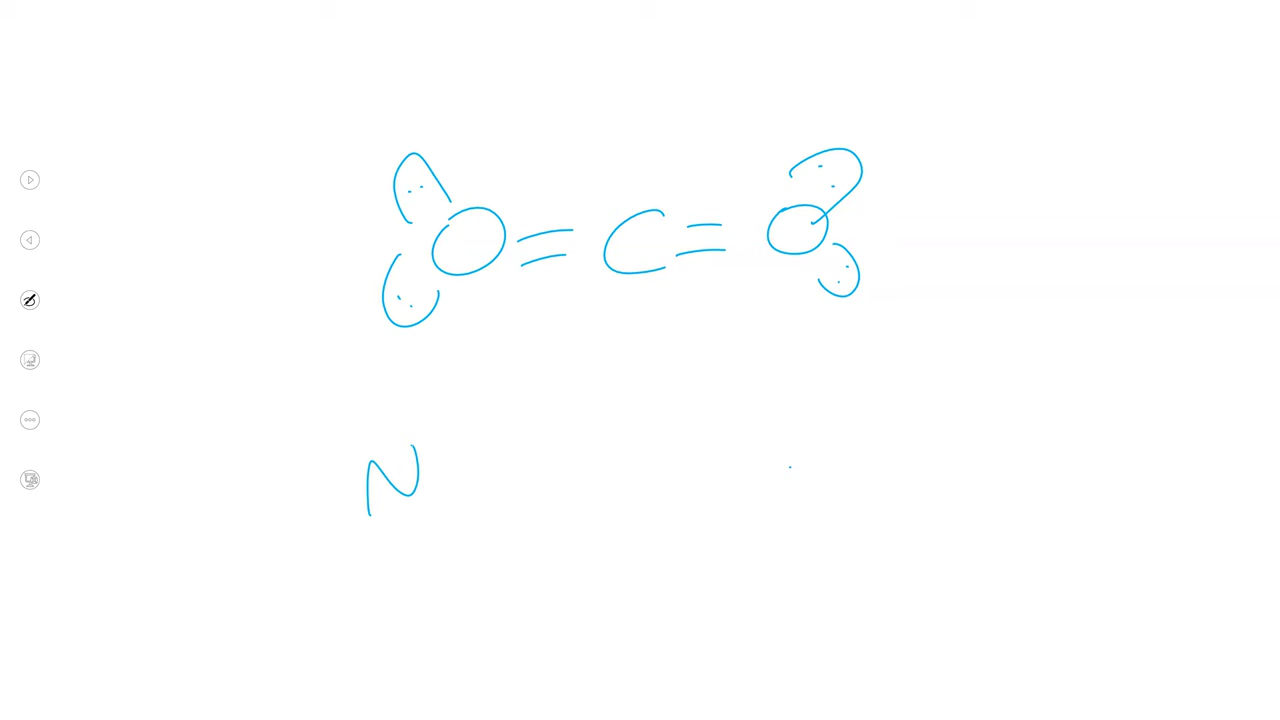 O = C = O
N